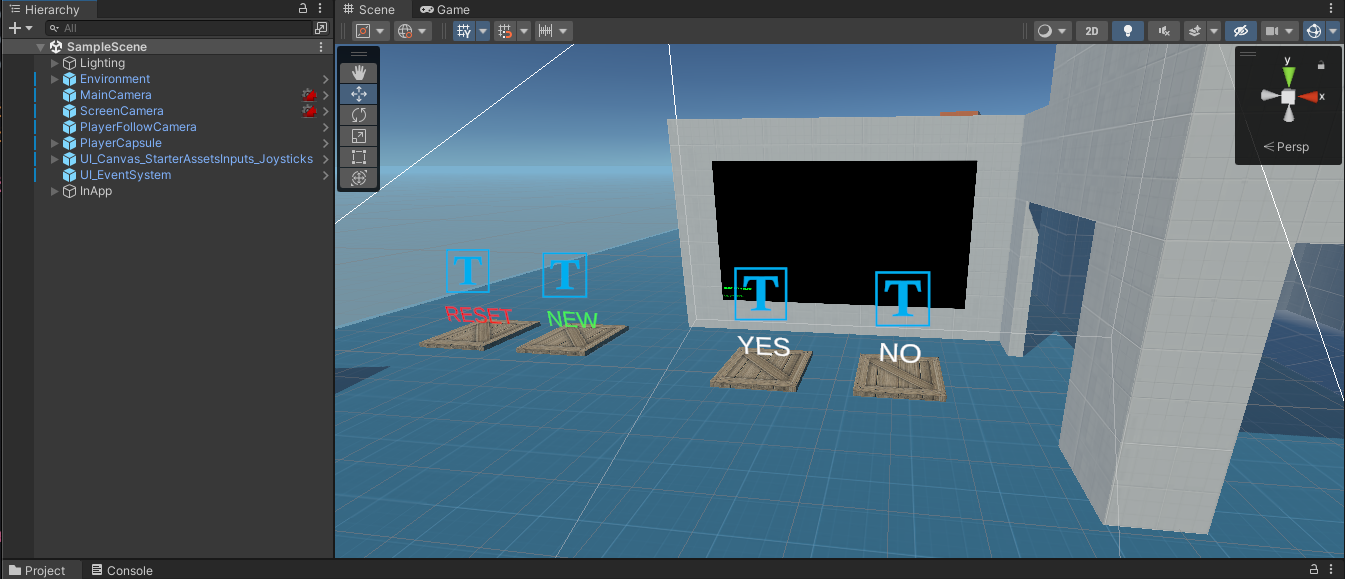 Hierarchy
Scene
Game
All
2D
SampleScene
Lighting
Environment
MainCamera
ScreenCamera
PlayerFollowCamera
PlayerCapsule
UI_Canvas_StarterAssetsInputs_Joysticks
UI_EventSystem
InApp
y
x
Persp
T
T
T
T
RESET
NEW
YES
NO
Project
Console